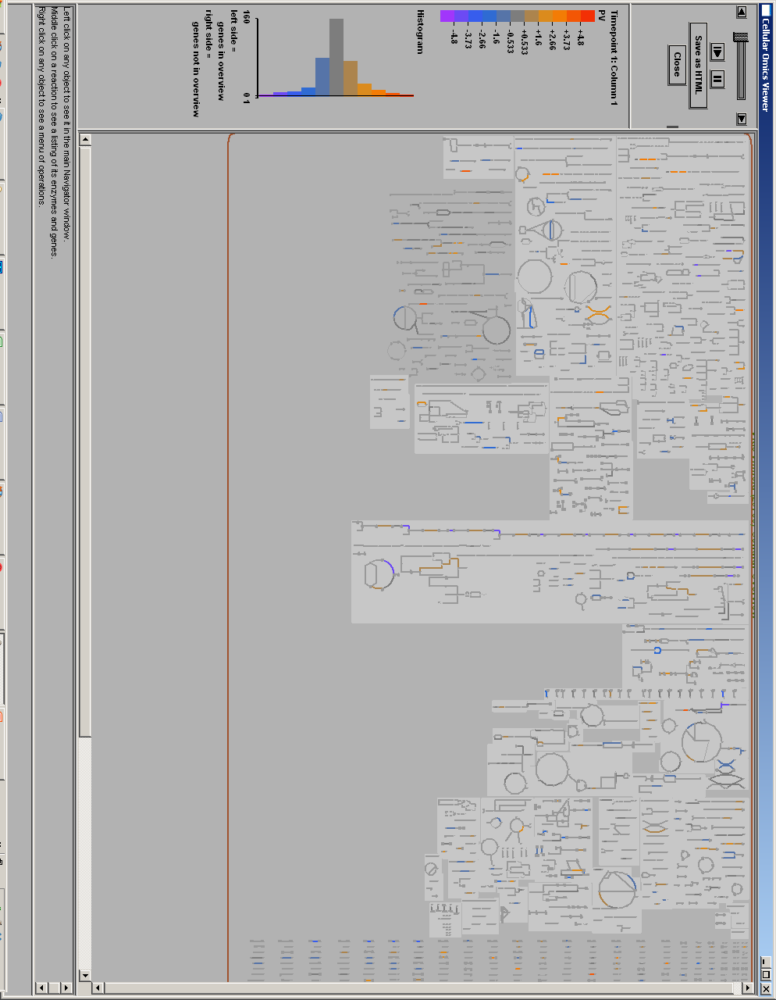 Cellular Omics Viewer
Save as HTML
Close
Timepoint 1: Column 1
PV
+4.8
+3.73
+2.66
+1.6
+0.533
-0.533
-1.6
-2.66
-3.73
-4.8
Histogram
1660
0 1
left side =
genes in overview
right side =
genes not in overview
Left click on any object to see it in the main Navigator window.
Middle click on a reaction to see a listing of its enzymes and genes.
Right click on any object to see a menu of operations.